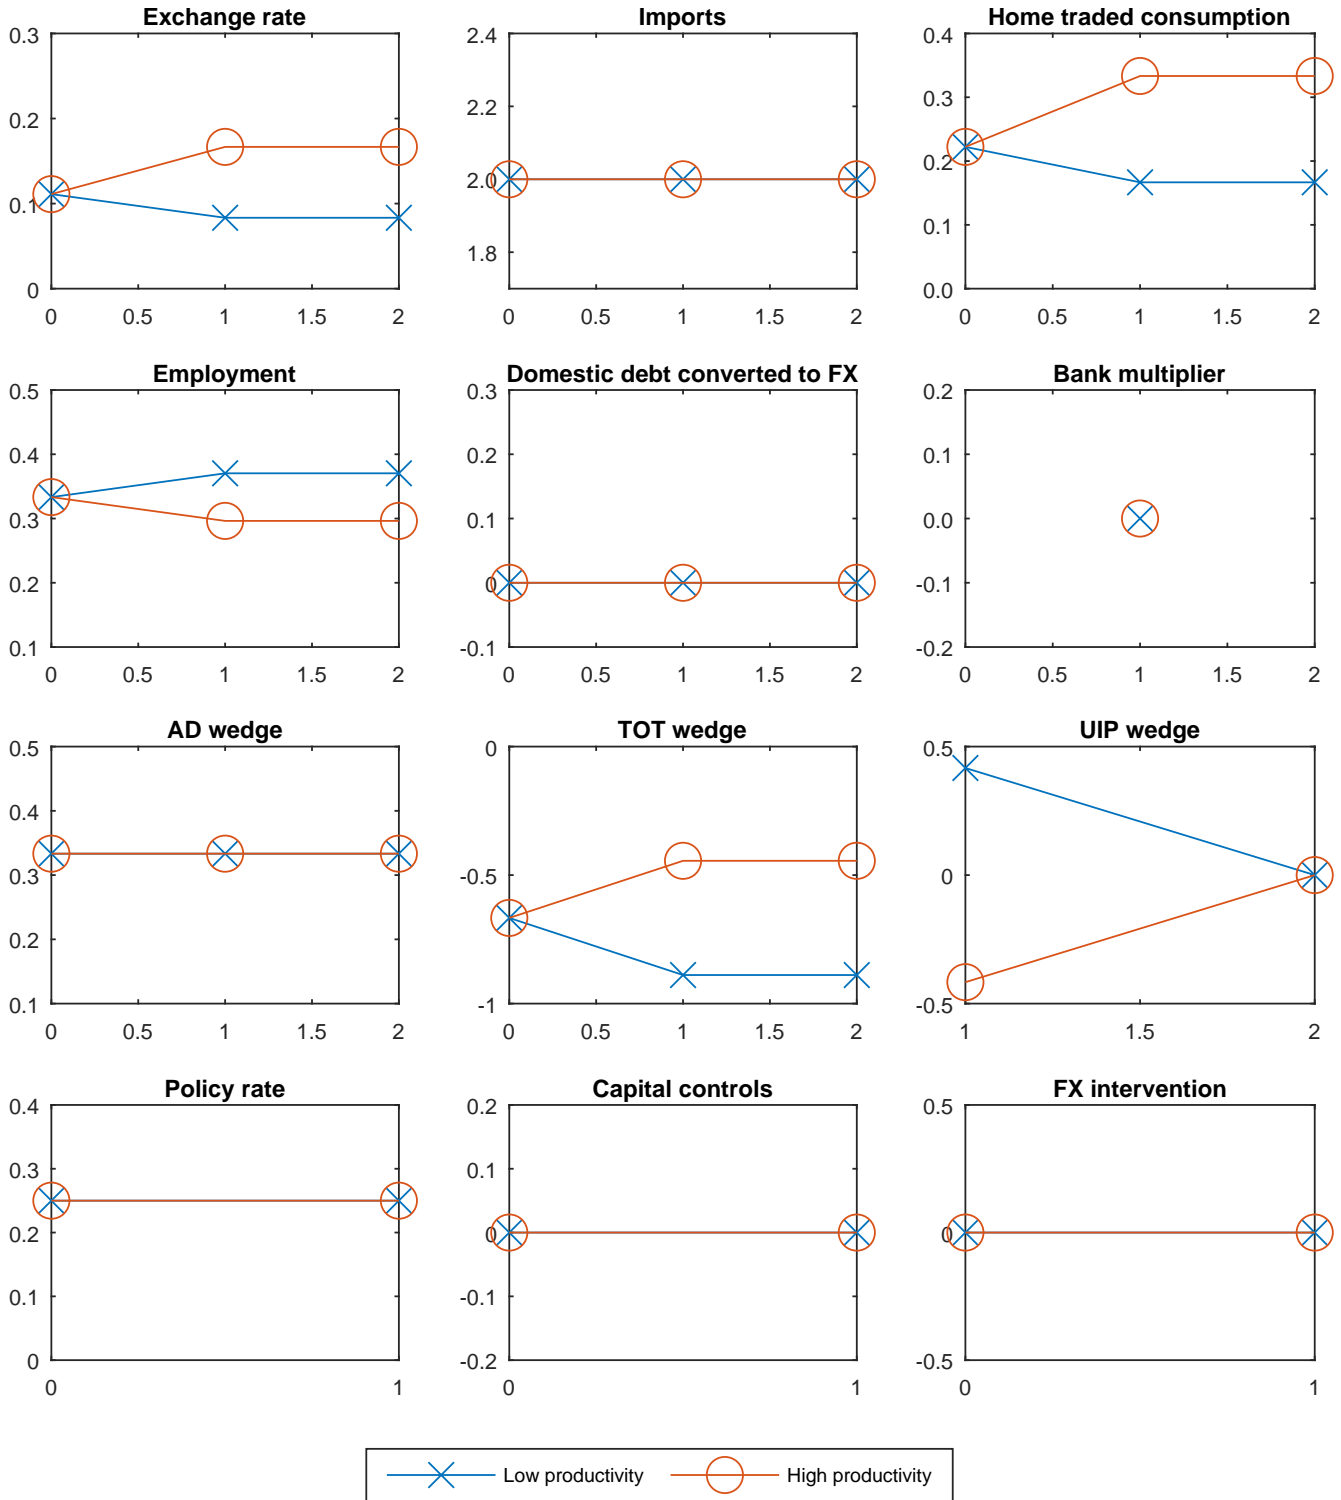 Exchange rate
0.3
0.2
0.1
0
0 0.5 1 1.5 2
Imports
2.4
2.2
2.0
1.8
0 0.5 1 1.5 2
Home traded consumption
0.4
0.3
0.2
0.1
0.0
0 0.5 1 1.5 2
Employment
0.5
0.4
0.3
0.2
0.1
0 0.5 1 1.5 2
Domestic debt converted to FX
0.3
0.2
0.1
0
-0.1
0 0.5 1 1.5 2
Bank multiplier
0.2
0.1
0.0
-0.1
-0.2
0 0.5 1 1.5 2
AD wedge
0.5
0.4
0.3
0.2
0.1
0 0.5 1 1.5 2
TOT wedge
0
-0.5
-1
0 0.5 1 1.5 2
UIP wedge
0.5
0
-0.5
1 1.5 2
Policy rate
0.4
0.3
0.2
0.1
0
0 1
Capital controls
0.2
0.1
0
-0.1
-0.2
0 1
FX intervention
0.5
0
-0.5
0 1
Low productivity High productivity